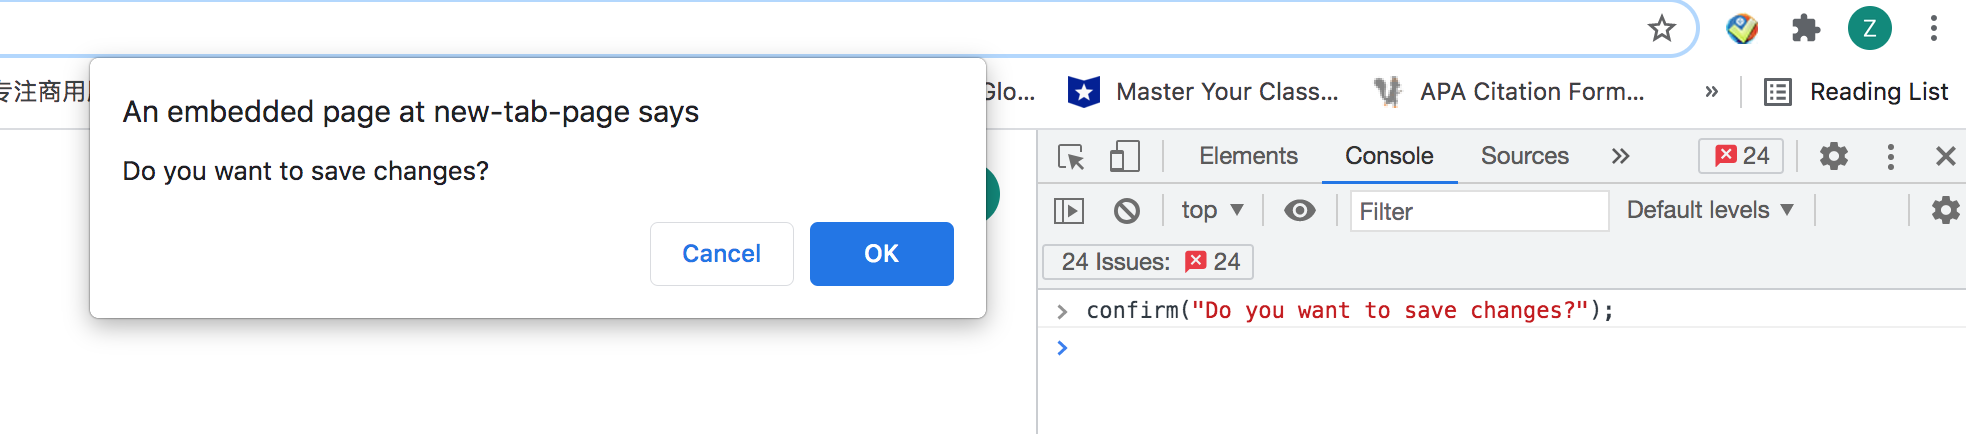 Z
专注商用
Glo...
Master Your Class...
APA Citation Form...
»
Reading List
An embedded page at new-tab-page says
Do you want to save changes?
Cancel
OK
Elements
Console
Sources
»
24
top
Filter
Default levels
24 Issues:
24
> confirm("Do you want to save changes?");
>